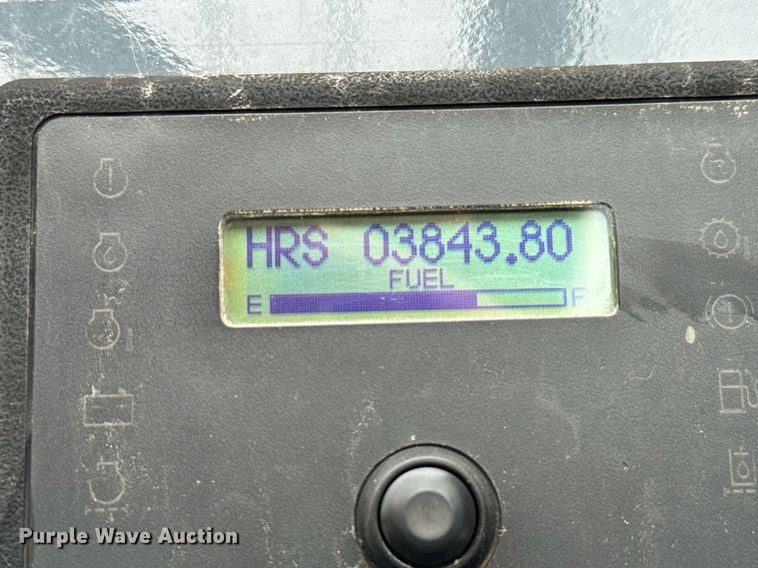 HRS 03843.80
FUEL
E F
Purple Wave Auction